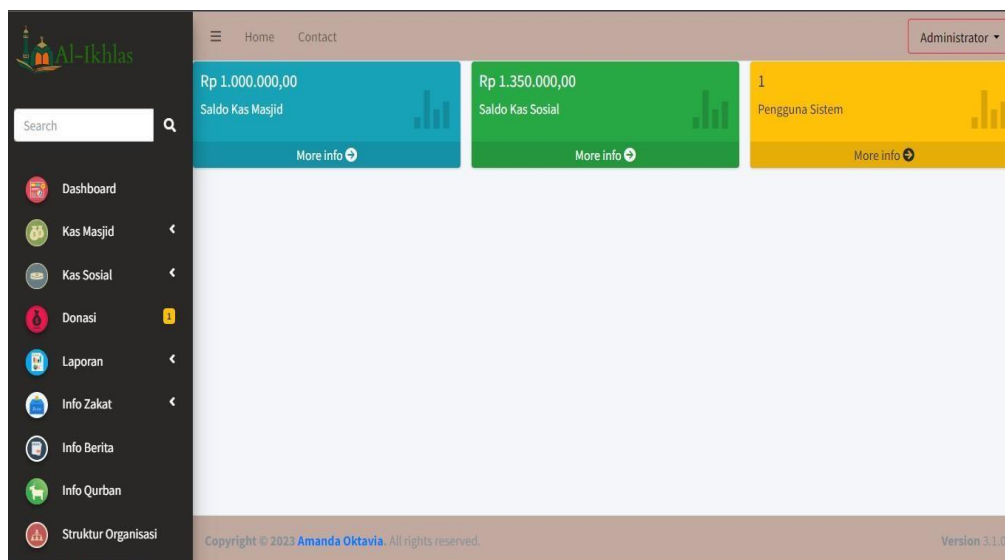 Al-Ikhlas
Search
Dashboard
Kas Masjid
Kas Sosial
Donasi
1
Laporan
Info Zakat
Info Berita
Info Qurban
Struktur Organisasi
Home
Contact
Administrator
Rp 1.000.000,00
Saldo Kas Masjid
More info
Rp 1.350.000,00
Saldo Kas Sosial
More info
1
Pengguna Sistem
More info
Copyright © 2023 Amanda Oktavia. All rights reserved.
Version 3.1.0